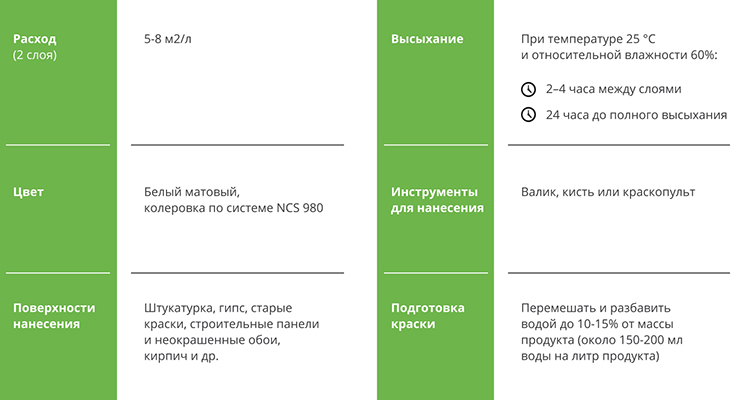 Расход
(2 слоя)
5-8 м2/л
Высыхание
При температуре 25 °C
и относительной влажности 60%:
2–4 часа между слоями
24 часа до полного высыхания
Цвет
Белый матовый,
колеровка по системе NCS 980
Инструменты
для нанесения
Валик, кисть или краскопульт
Поверхности
нанесения
Штукатурка, гипс, старые
краски, строительные панели
и неокрашенные обои,
кирпич и др.
Подготовка
краски
Перемешать и разбавить
водой до 10-15% от массы
продукта (около 150-200 мл
воды на литр продукта)